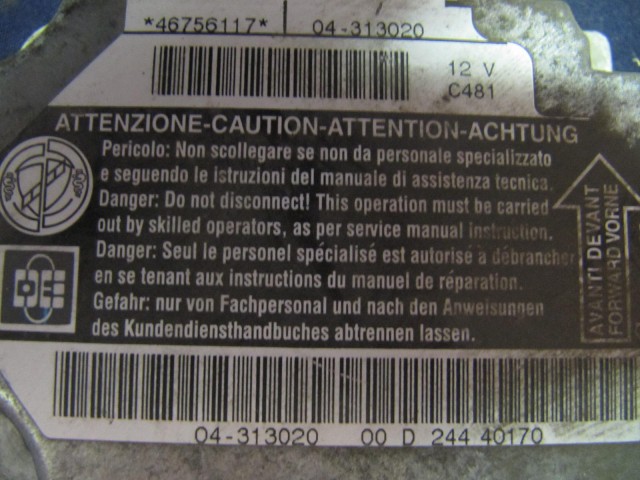 *46756117*
04-313020
12 V
C481
ATTENZIONE-CAUTION-ATTENTION-ACHTUNG
Pericolo: Non scollegare se non da personale specializzato
e seguendo le istruzioni del manuale di assistenza tecnica.
Danger: Do not disconnect! This operation must be carried
out by skilled operators, as per service manual instruction.
Danger: Seul le personel spécialisé est autorisé à débrancher
en se tenant aux instructions du manuel de réparation.
Gefahr: nur von Fachpersonal und nach den Anweisungen
des Kundendiensthandbuches abtrennen lassen.
AVANTI DEVANT
FORWARD VORNE
04-313020 00 D 244 40170